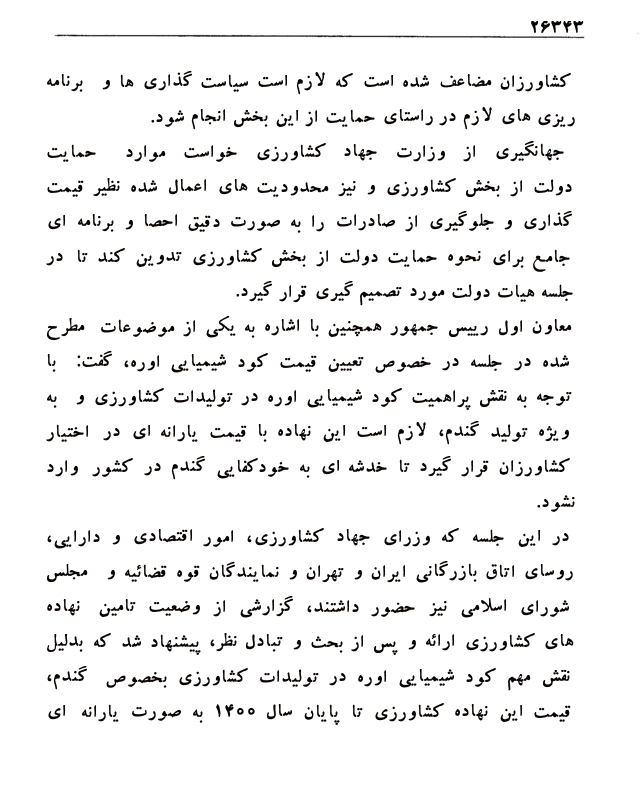 ۲۶۳۴۳
کشاورزان مضاعف شده است که لازم است سیاست گذاری ها و برنامه
ریزی های لازم در راستای حمایت از این بخش انجام شود.
جهانگیری از وزارت جهاد کشاورزی خواست موارد حمایت
دولت از بخش کشاورزی و نیز محدودیت های اعمال شده نظیر قیمت
گذاری و جلوگیری از صادرات را به صورت دقیق احصا و برنامه ای
جامع برای نحوه حمایت دولت از بخش کشاورزی تدوین کند تا در
جلسه هیات دولت مورد تصمیم گیری قرار گیرد.
معاون اول رییس جمهور همچنین با اشاره به یکی از موضوعات مطرح
شده در جلسه در خصوص تعیین قیمت کود شیمیایی اوره، گفت: با
توجه به نقش پراهمیت کود شیمیایی اوره در تولیدات کشاورزی و به
ویژه تولید گندم، لازم است این نهاده با قیمت یارانه ای در اختیار
کشاورزان قرار گیرد تا خدشه ای به خودکفایی گندم در کشور وارد
نشود.
در این جلسه که وزرای جهاد کشاورزی، امور اقتصادی و دارایی،
روسای اتاق بازرگانی ایران و تهران و نمایندگان قوه قضائیه و مجلس
شورای اسلامی نیز حضور داشتند، گزارشی از وضعیت تامین نهاده
های کشاورزی ارائه و پس از بحث و تبادل نظر، پیشنهاد شد که بدلیل
نقش مهم کود شیمیایی اوره در تولیدات کشاورزی بخصوص گندم،
قیمت این نهاده کشاورزی تا پایان سال ۱۴۰۰ به صورت یارانه ای